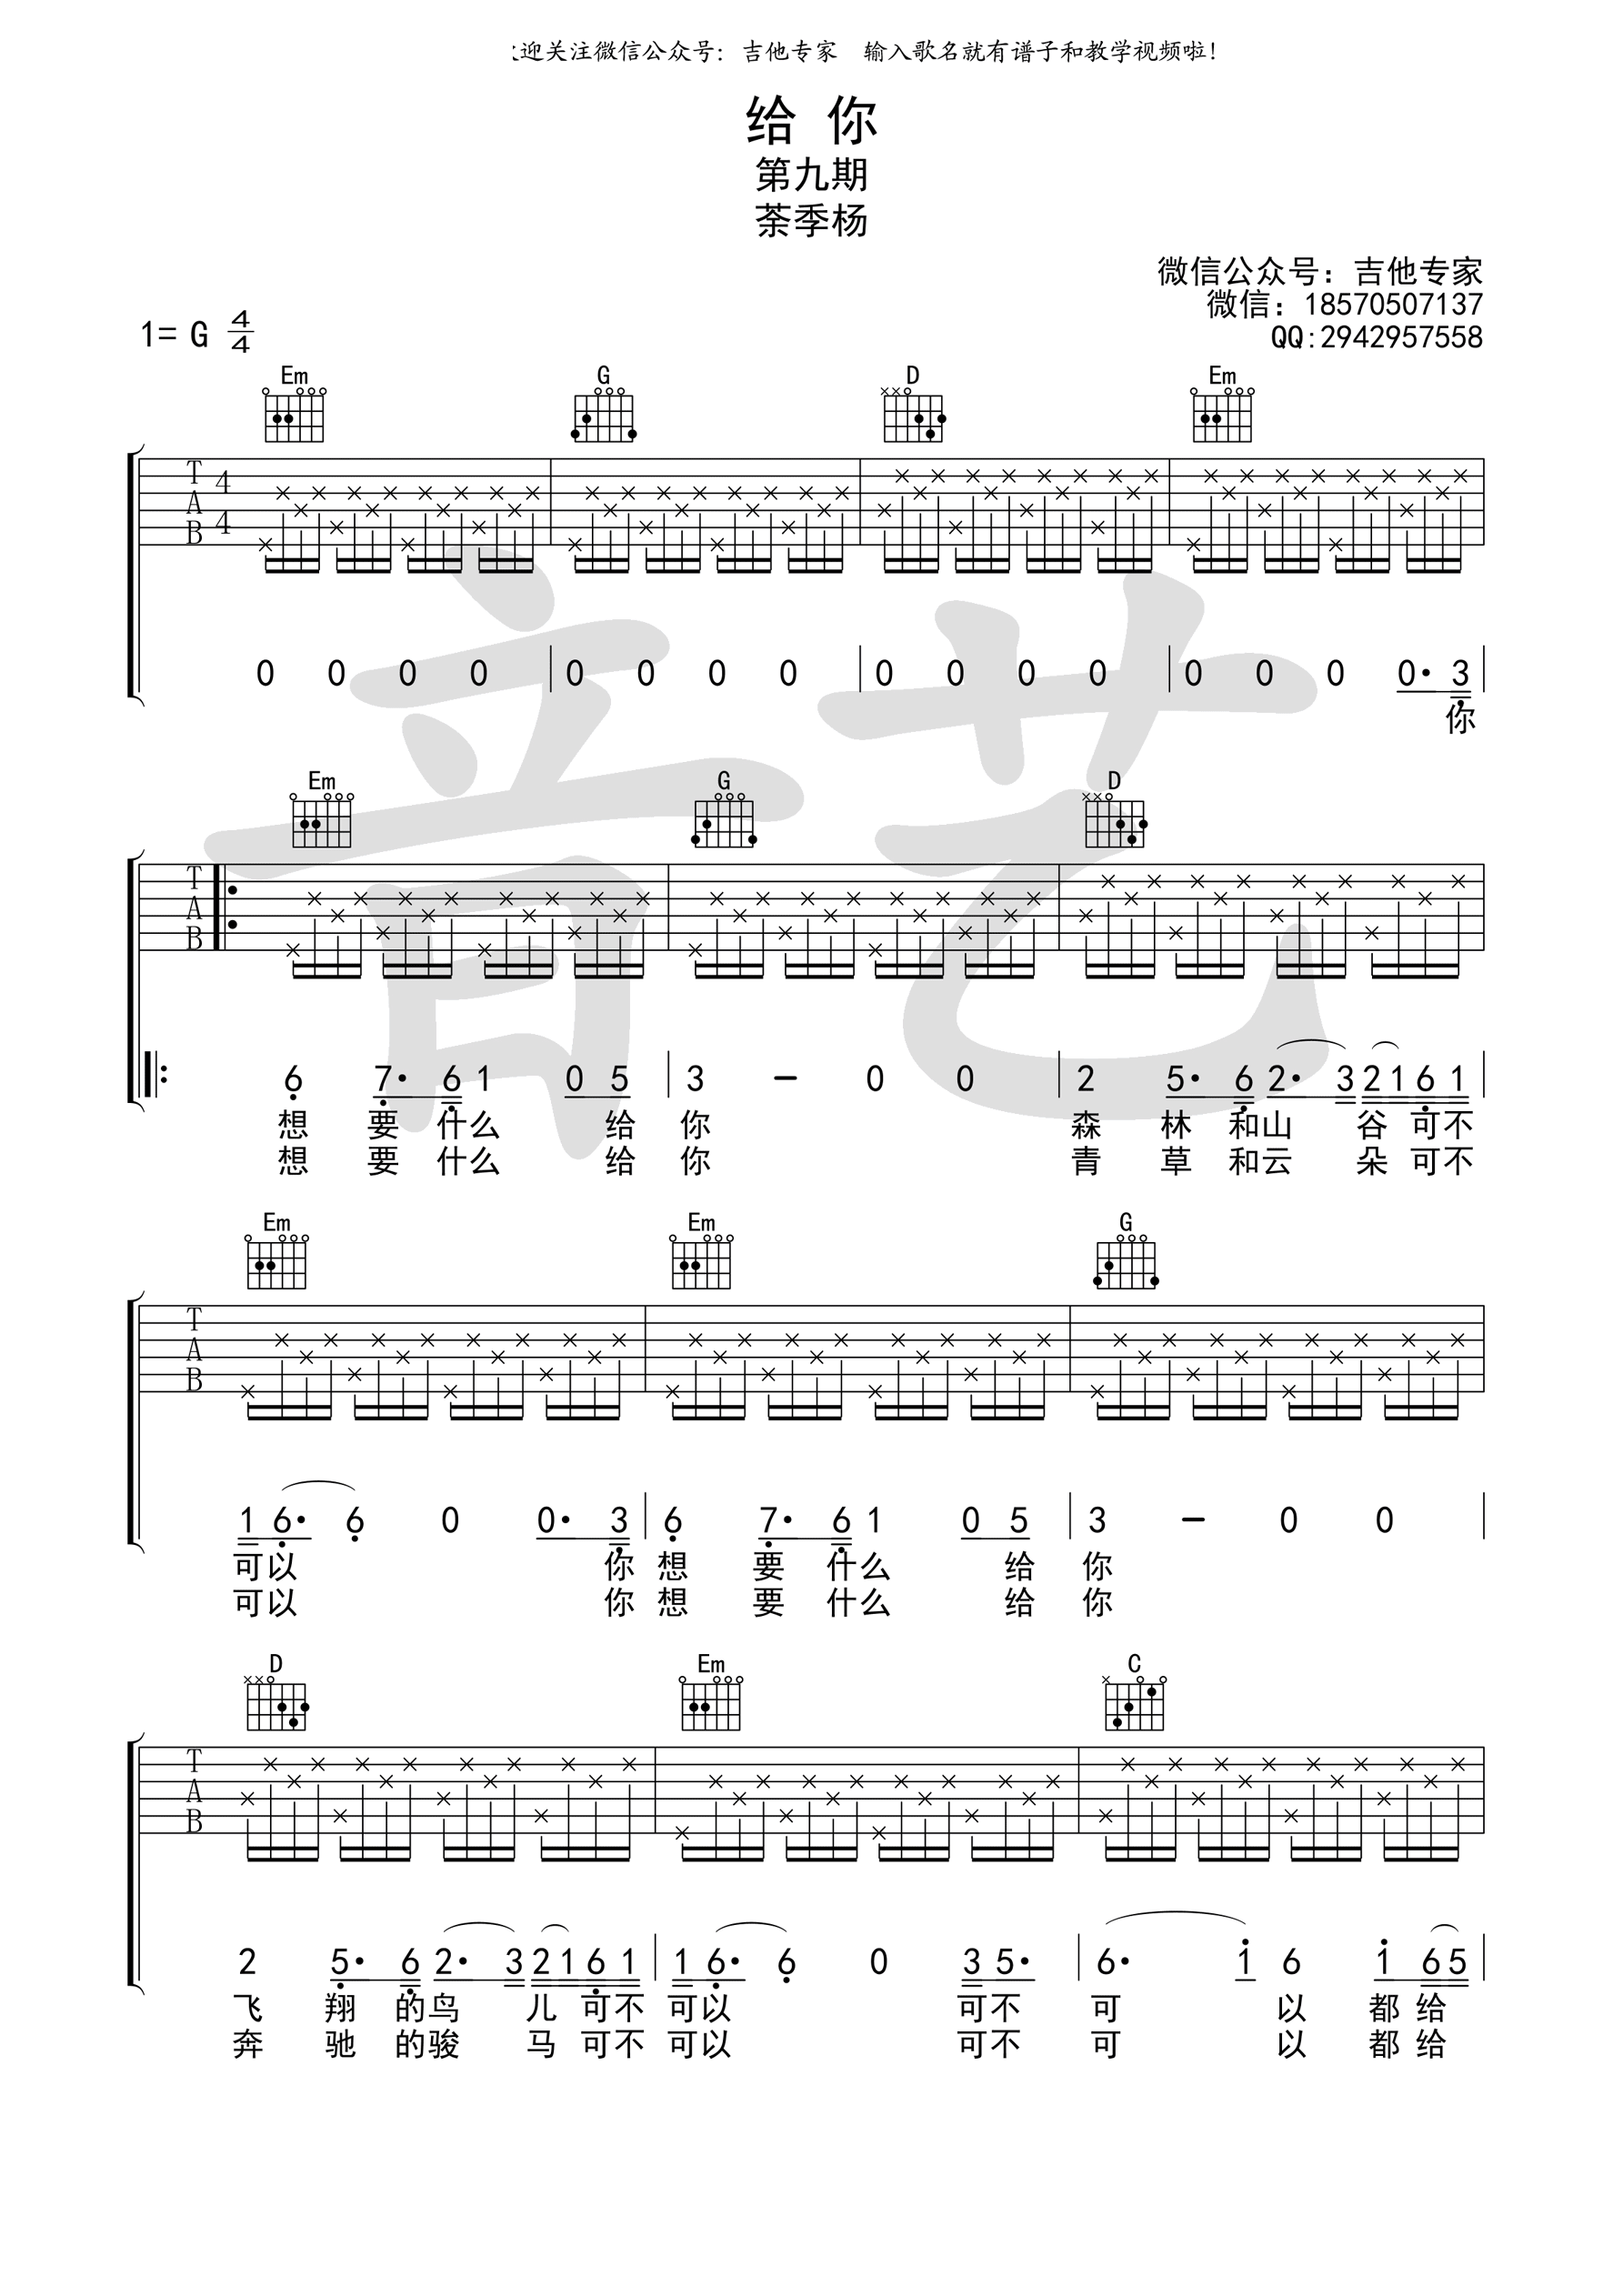 迎关注微信公众号：吉他专家 输入歌名就有谱子和教学视频啦！
给 你
第九期
荼季杨
微信公众号：吉他专家
微信：18570507137
QQ:2942957558
1= G 4/4
Em G D Em
T A B 4 4
0 0 0 0 0 0 0 0 0 0 0 0 0 0 0 0· 3
你
Em G D
T A B
6 7· 6 1 0 5 3 – 0 0 2 5· 6 2· 3 2 1 6 1
想 要 什么 给 你 森 林 和山 谷 可不
想 要 什么 给 你 青 草 和云 朵 可不
Em Em G
T A B
1 6· 6 0 0· 3 6 7· 6 1 0 5 3 – 0 0
可以 你 想 要 什么 给 你
可以 你 想 要 什么 给 你
D Em C
T A B
2 5· 6 2· 3 2 1 6 1 1 6· 6 0 3 5· 6· 1 6 1 6 5
飞 翔 的鸟 儿 可不 可以 可不 可 以 都 给
奔 驰 的骏 马 可不 可以 可不 可 以 都 给
音艺